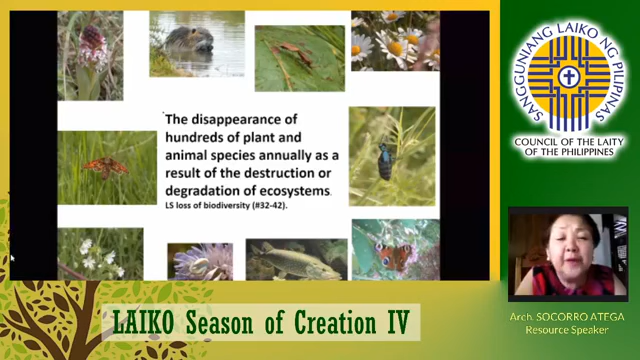 The disappearance of
hundreds of plant and
animal species annually as a
result of the destruction or
degradation of ecosystems.
LS loss of biodiversity (#32-42).
SANGGUNIANG LAIKO NG PILIPINAS
COUNCIL OF THE LAITY
OF THE PHILIPPINES
Arch. SOCORRO ATEGA
Resource Speaker
LAIKO Season of Creation IV